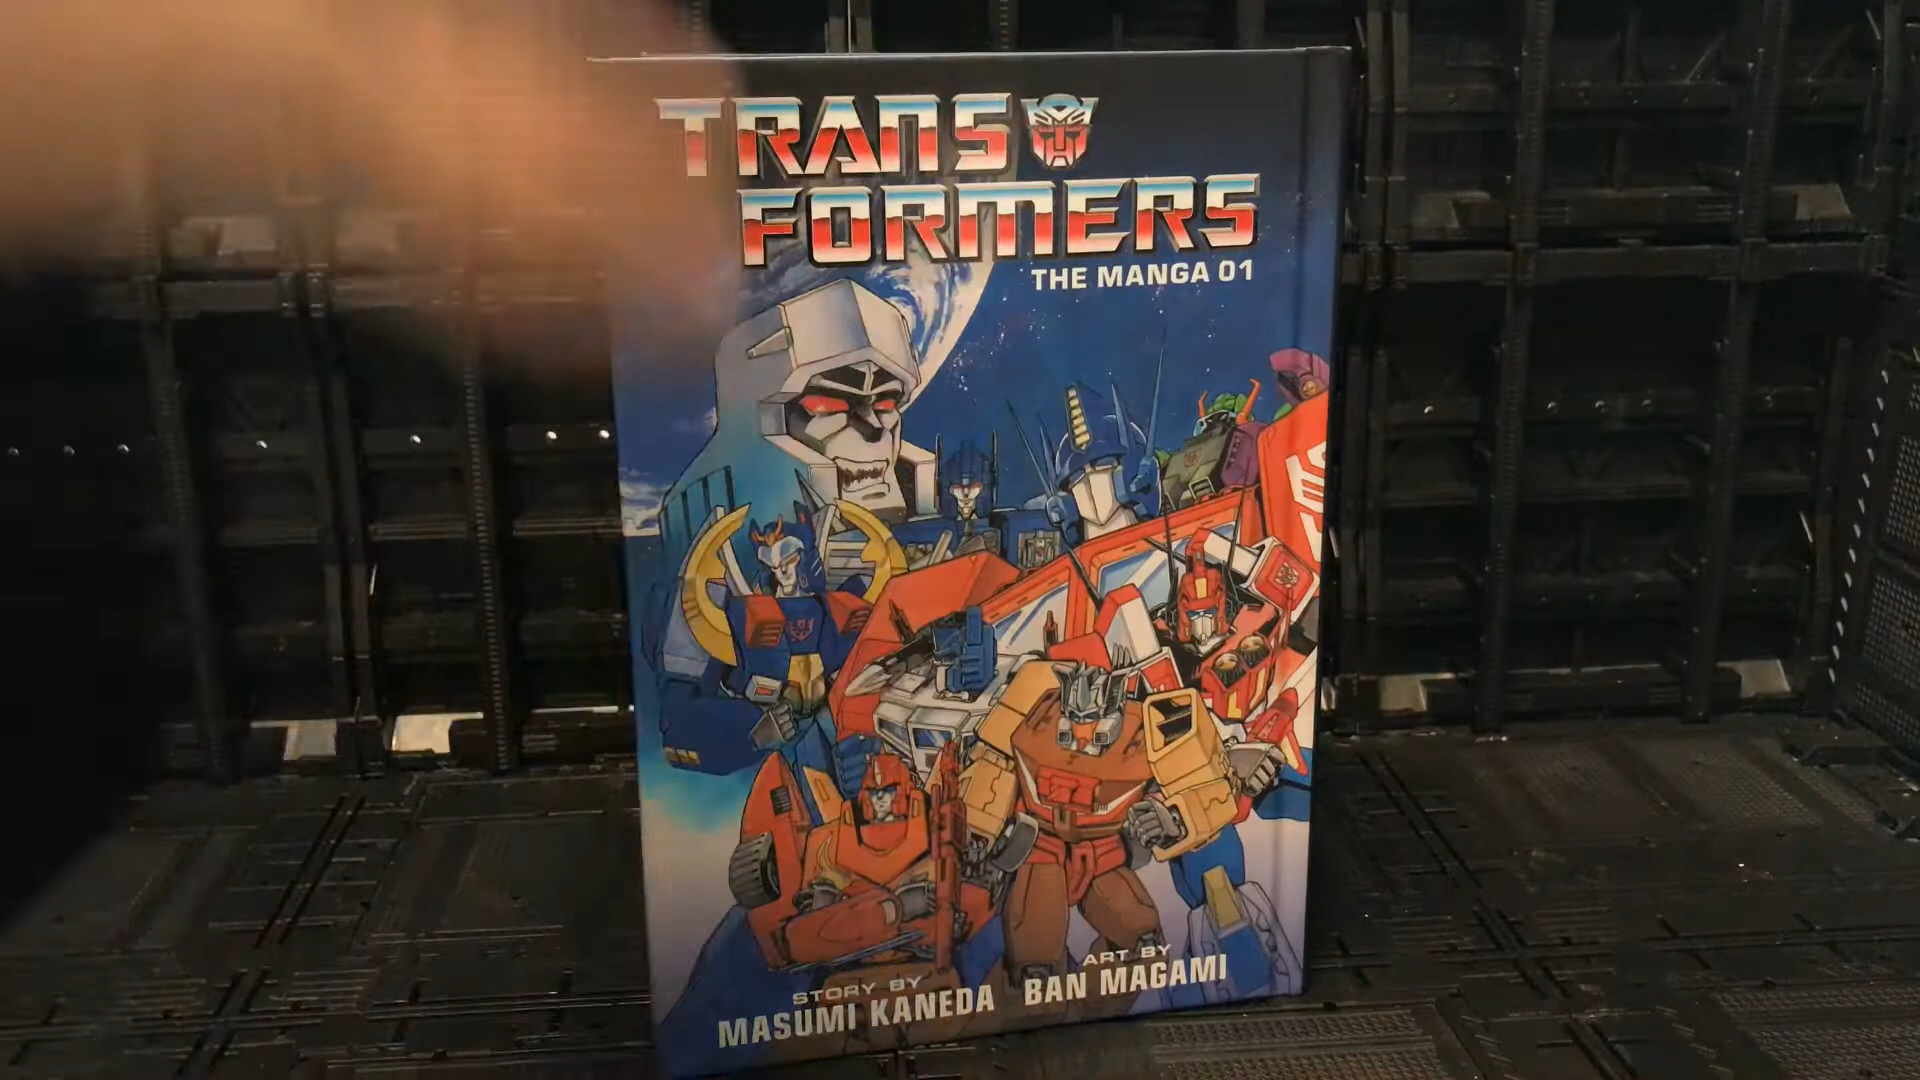 TRANS
FORMERS
THE MANGA 01
STORY BY
MASUMI KANEDA
ART BY
BAN MAGAMI